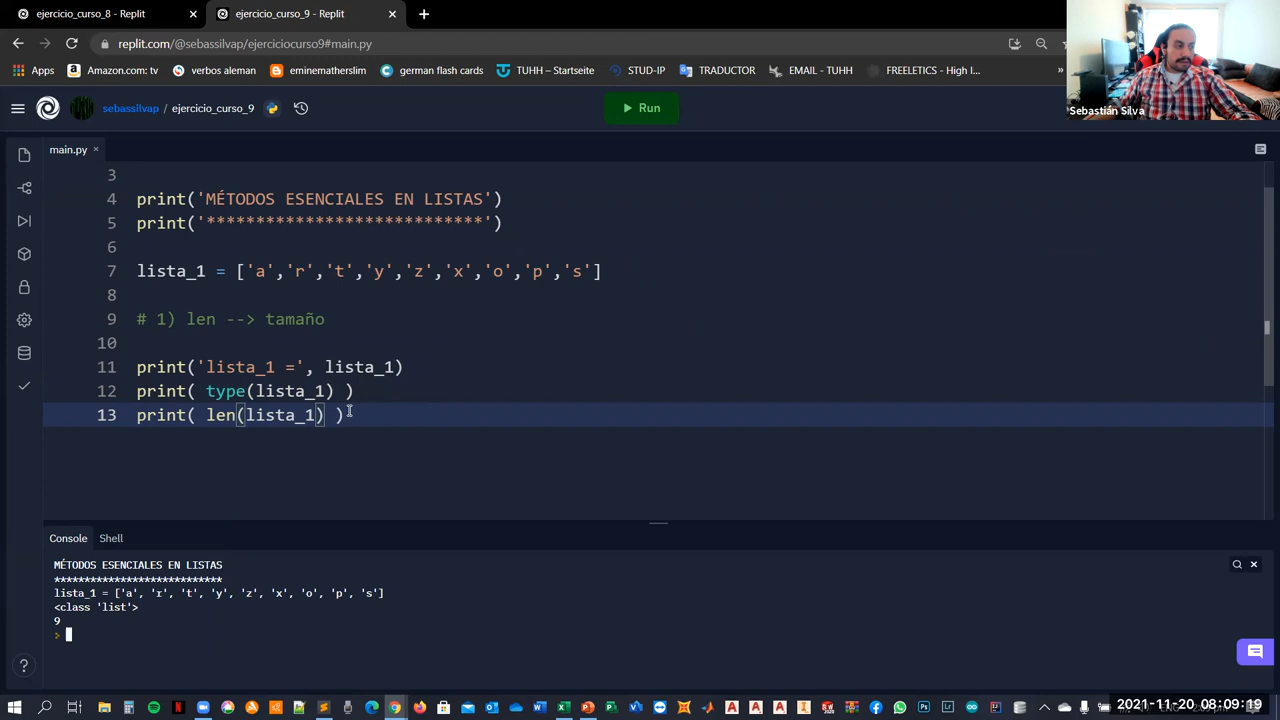 ejercicio_curso_8 - Replit
ejercicio_curso_9 - Replit
replit.com/@sebassilvap/ejerciciocurso9#main.py
Apps
Amazon.com: tv
verbos aleman
eminematherslim
german flash cards
TUHH – Startseite
STUD-IP
TRADUCTOR
EMAIL - TUHH
FREELETICS - High I...
»
Sebastián Silva
sebassilvap / ejercicio_curso_9
Run
main.py
3
4 print('MÉTODOS ESENCIALES EN LISTAS')
5 print('****************************')
6
7 lista_1 = ['a','r','t','y','z','x','o','p','s']
8
9 # 1) len --> tamaño
10
11 print('lista_1 =', lista_1)
12 print( type(lista_1) )
13 print( len(lista_1) )
Console
Shell
MÉTODOS ESENCIALES EN LISTAS
****************************
lista_1 = ['a', 'r', 't', 'y', 'z', 'x', 'o', 'p', 's']
<class 'list'>
9
>
?
2021-11-20 08:09:19